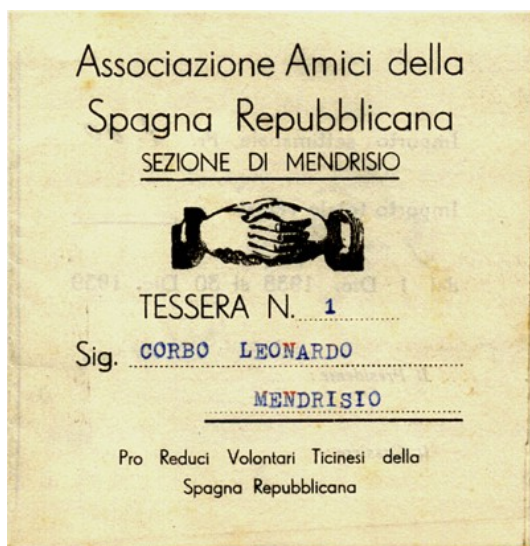 Associazione Amici della
Spagna Repubblicana
SEZIONE DI MENDRISIO
TESSERA N. 1
Sig. CORBO LEONARDO
MENDRISIO
Pro Reduci Volontari Ticinesi della
Spagna Repubblicana